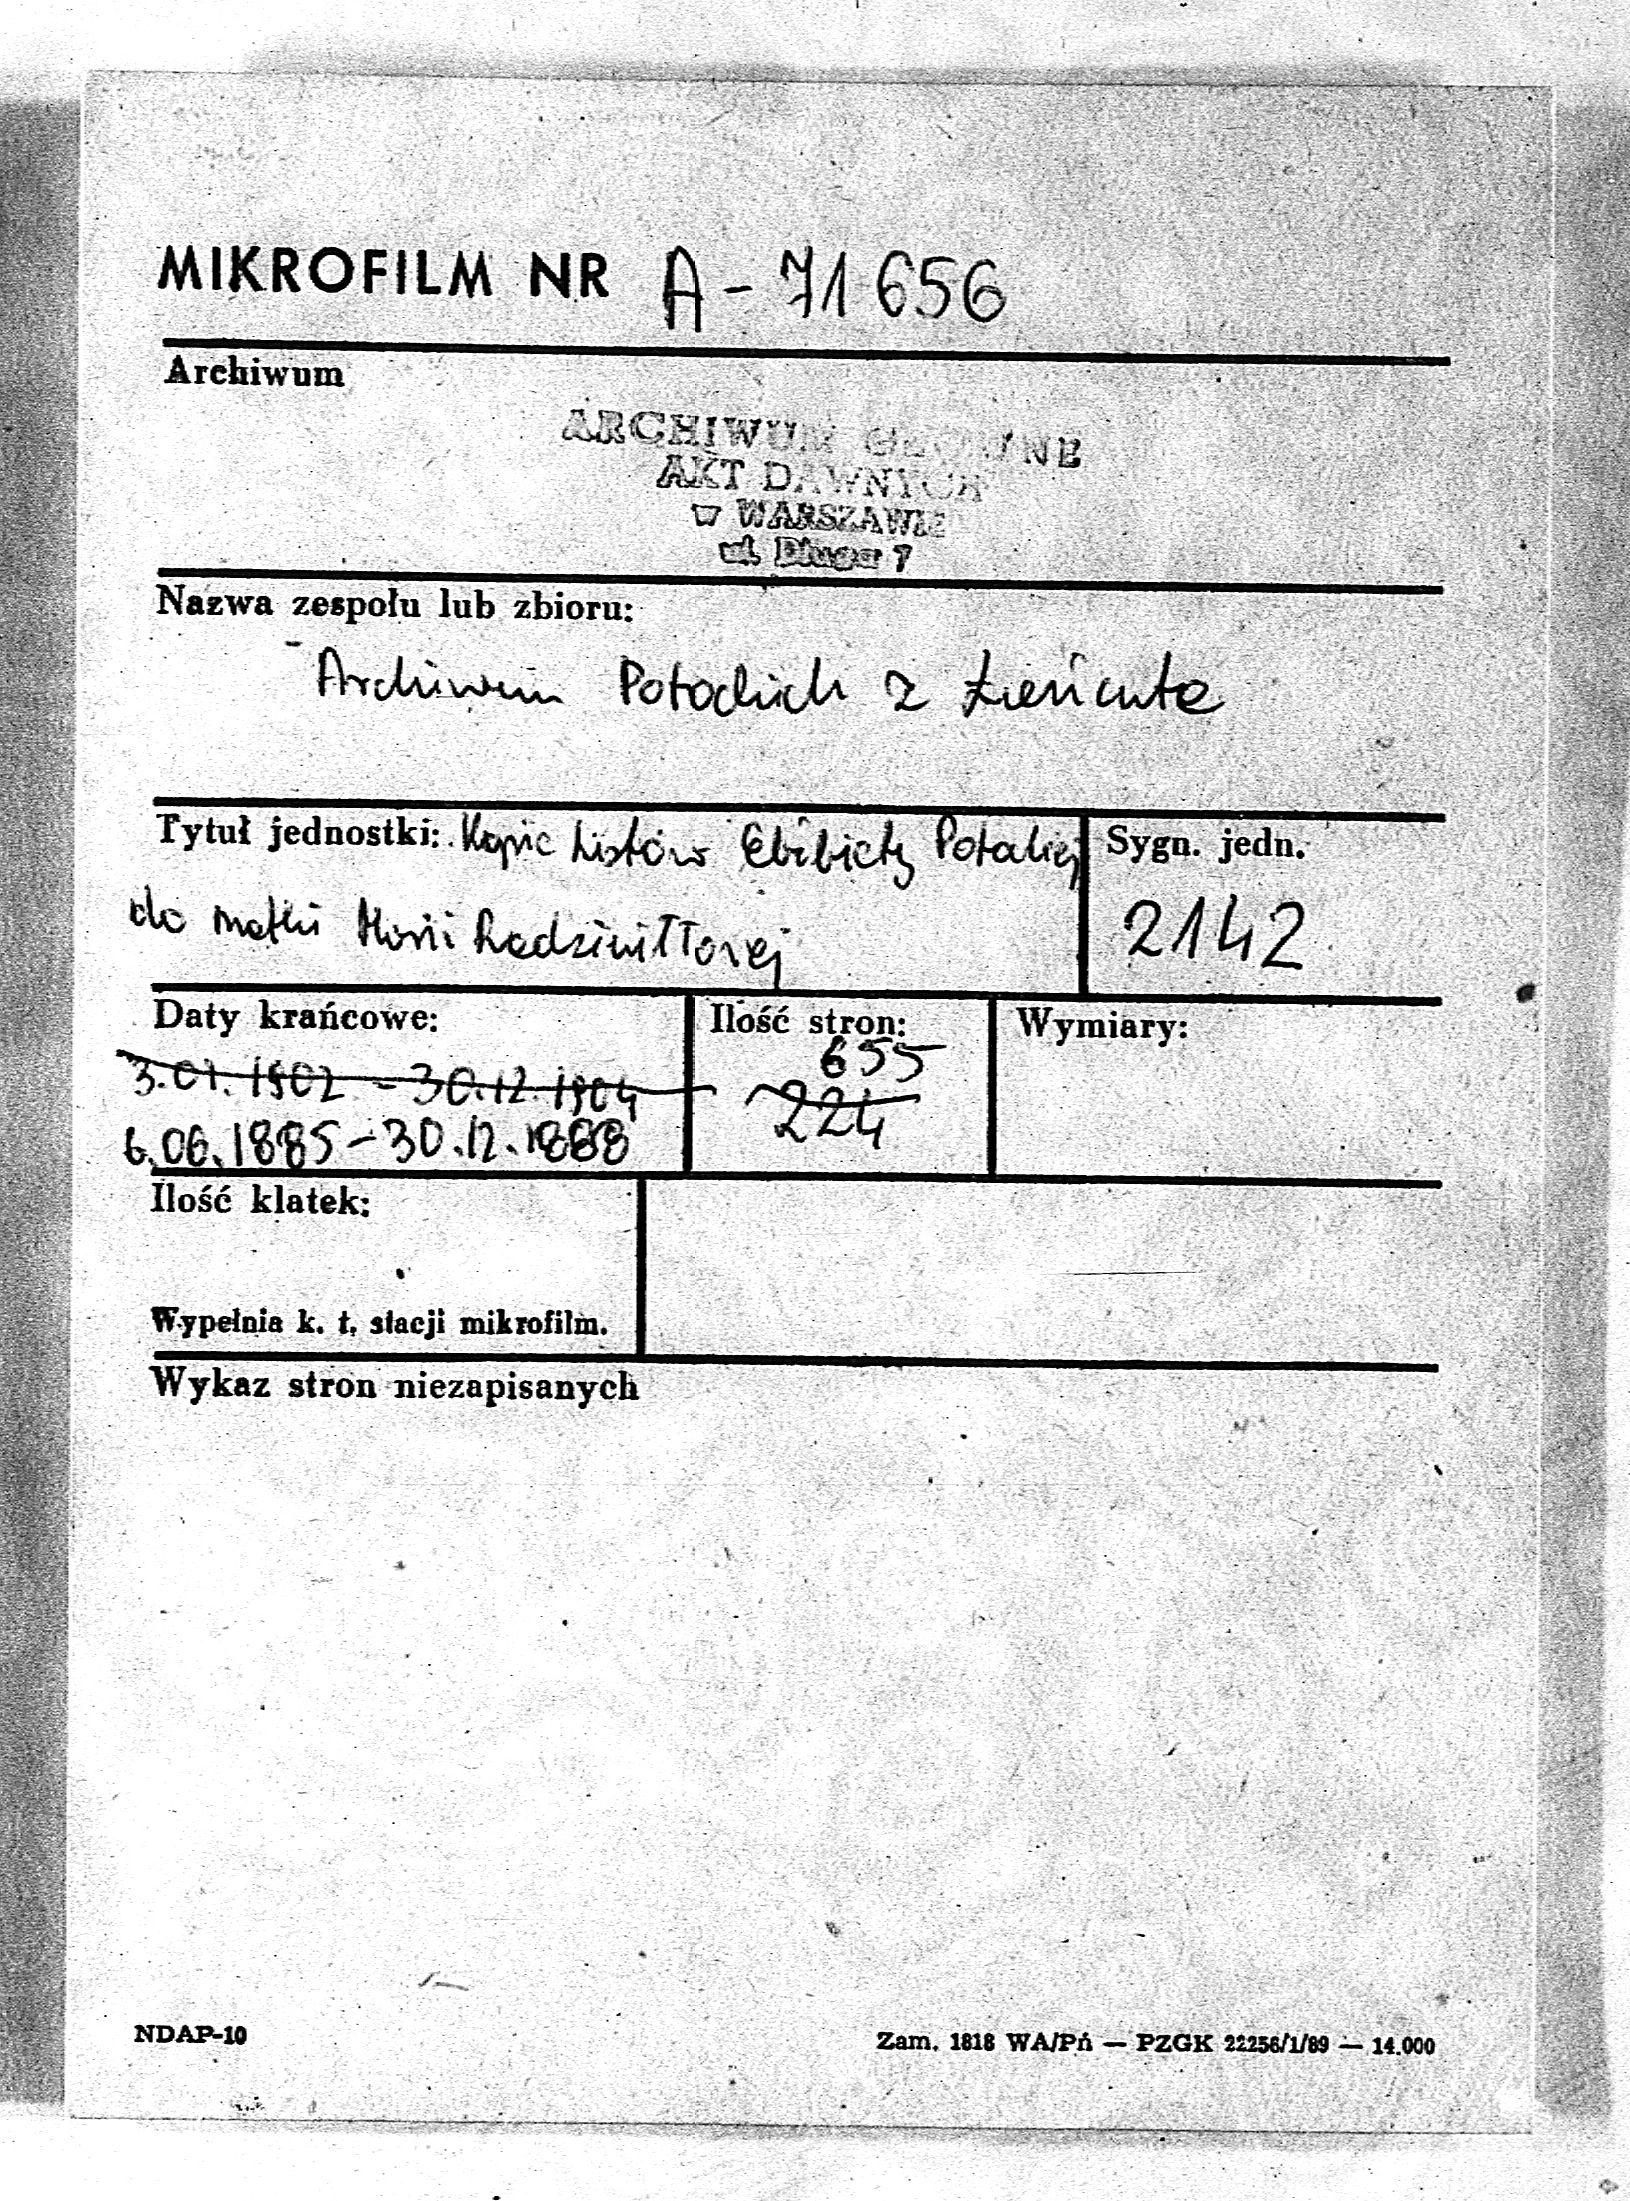 MIKROFILM NR A - 71656
Archiwum
ARCHIWUM GŁÓWNE
AKT DAWNYCH
w WARSZAWIE
ul. Długa 7
Nazwa zespołu lub zbioru:
Archiwum Potockich z Łańcuta
Tytuł jednostki: Kopie Listów Elżbiety Potockiej
do matki Marii Radziwiłłowej
Sygn. jedn.
2142
Daty krańcowe:
3.01.1902 - 30.12.1904
6.06.1885 - 30.12.1888
Ilość stron:
655
224
Wymiary:
Ilość klatek:
Wypełnia k. t. stacji mikrofilm.
Wykaz stron niezapisanych
NDAP-10
Zam. 1818 WA/Pń — PZGK 22256/1/89 — 14.000